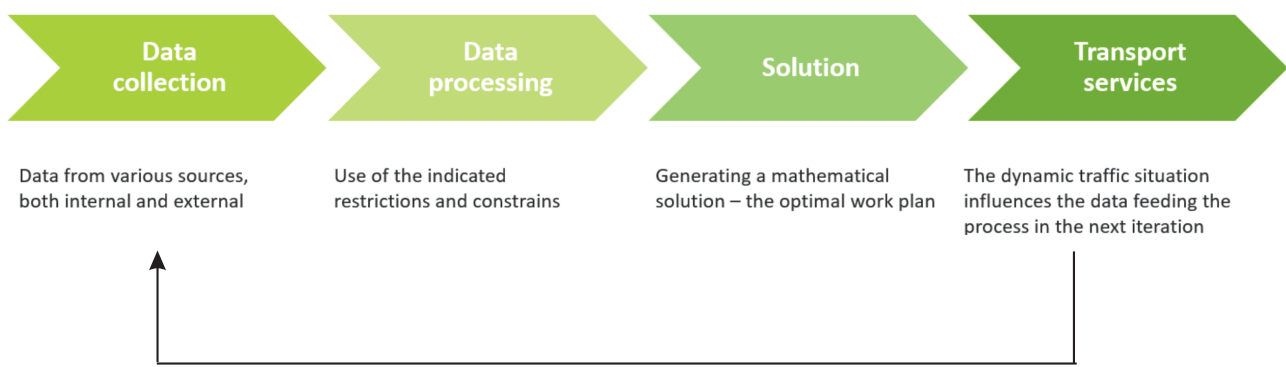 Data
collection
Data
processing
Solution
Transport
services
Data from various sources,
both internal and external
Use of the indicated
restrictions and constrains
Generating a mathematical
solution – the optimal work plan
The dynamic traffic situation
influences the data feeding the
process in the next iteration